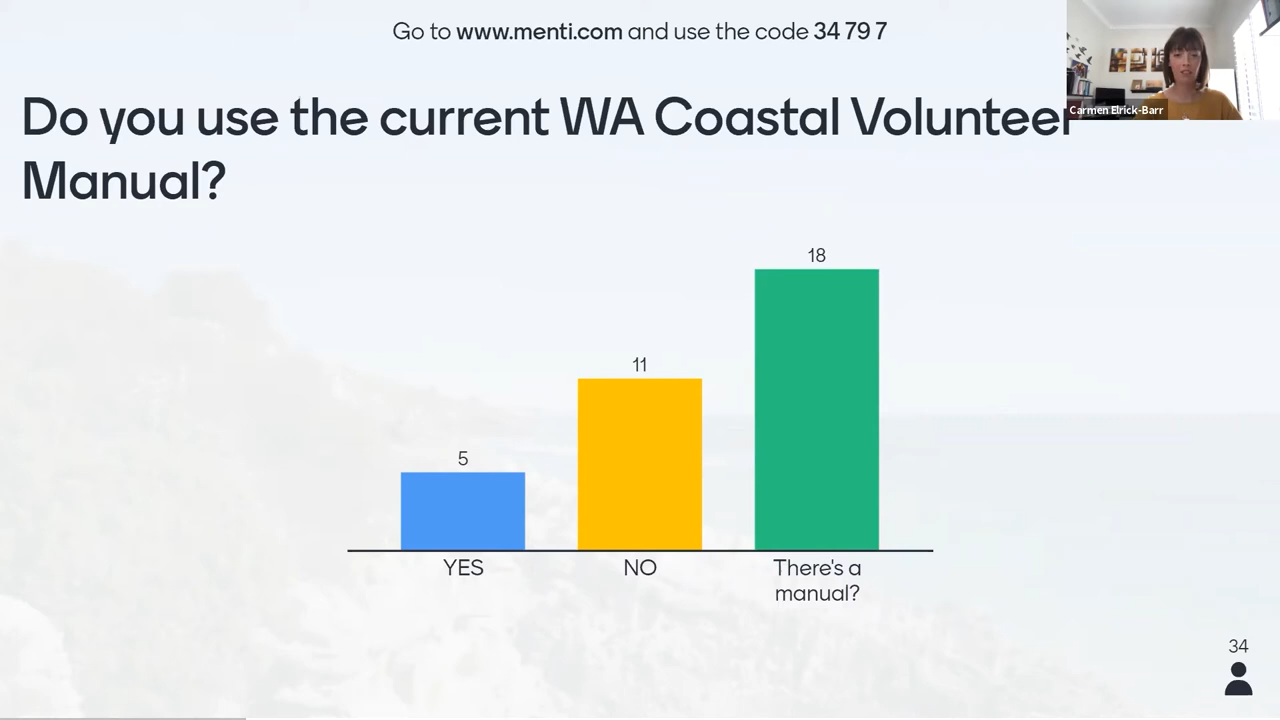 Go to www.menti.com and use the code 34 79 7
Carmen Elrick-Barr
Do you use the current WA Coastal Volunteer
Manual?
18
11
5
YES
NO
There's a
manual?
34